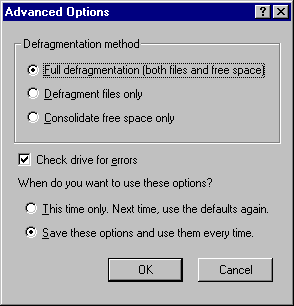 Advanced Options
Defragmentation method
Full defragmentation (both files and free space)
Defragment files only
Consolidate free space only
Check drive for errors
When do you want to use these options?
This time only. Next time, use the defaults again.
Save these options and use them every time.
OK
Cancel